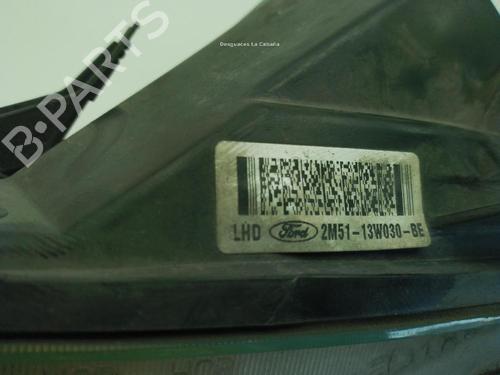 Desguaces La Cabaña
B-PARTS
LHD Ford 2M51-13W030-BE